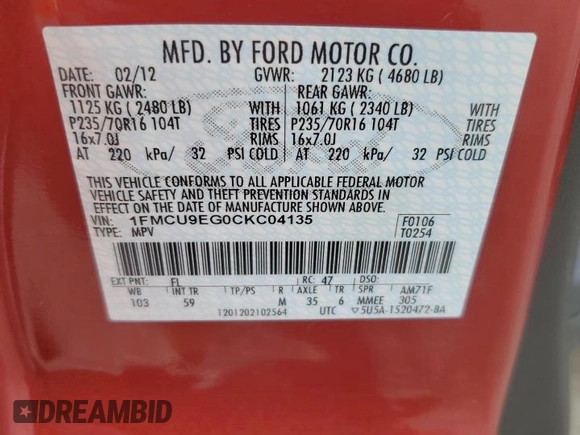 MFD. BY FORD MOTOR CO.
DATE: 02/12 GVWR: 2123 KG ( 4680 LB)
FRONT GAWR: REAR GAWR:
1125 KG ( 2480 LB) WITH 1061 KG ( 2340 LB) WITH
P235/70R16 104T TIRES P235/70R16 104T TIRES
16x7.0J RIMS 16x7.0J RIMS
AT 220 kPa/ 32 PSI COLD AT 220 kPa/ 32 PSI COLD
THIS VEHICLE CONFORMS TO ALL APPLICABLE FEDERAL MOTOR
VEHICLE SAFETY AND THEFT PREVENTION STANDARDS IN
EFFECT ON THE DATE OF MANUFACTURE SHOWN ABOVE.
VIN: 1FMCU9EG0CKC04135 F0106
TYPE: MPV T0254
EXT PNT: FL RC: 47 DSO:
WB INT TR TP/PS R AXLE TR SPR AM71F
103 59 M 35 6 MMEE 305
1201202102564 UTC ▽5U5A-1520472-BA
DREAMBID